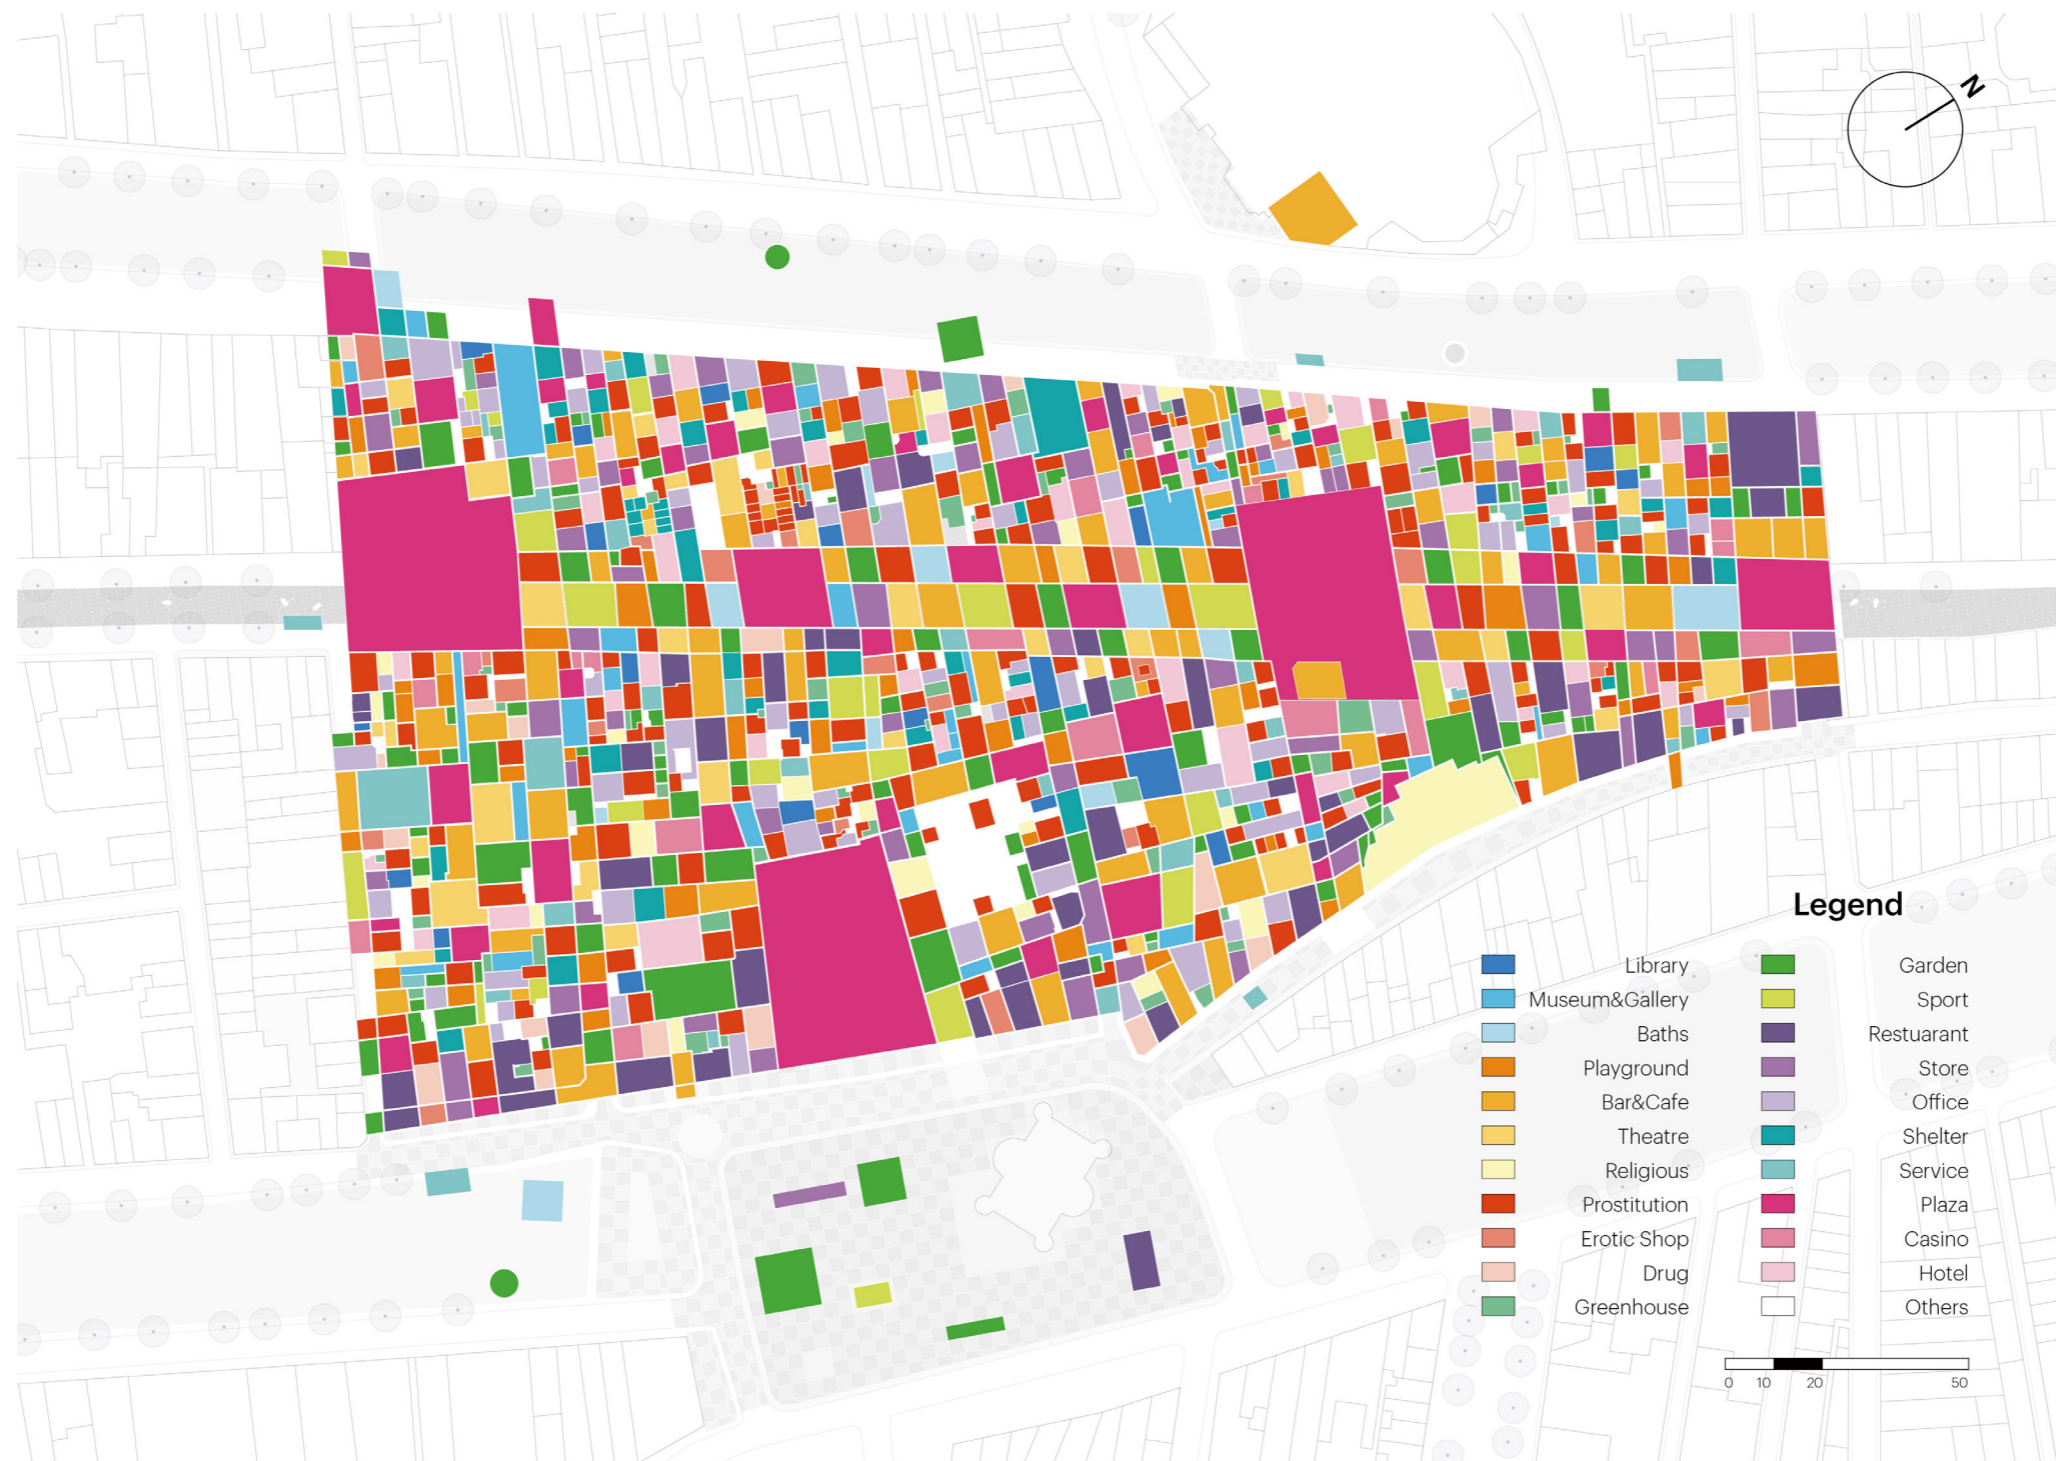 N
Legend
Library
Museum&Gallery
Baths
Playground
Bar&Cafe
Theatre
Religious
Prostitution
Erotic Shop
Drug
Greenhouse
Garden
Sport
Restuarant
Store
Office
Shelter
Service
Plaza
Casino
Hotel
Others
0 10 20 50